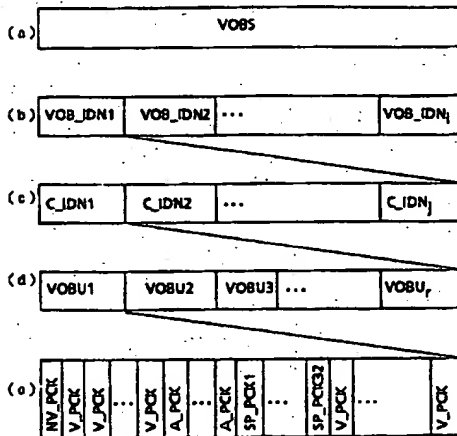 (a) VOBS
(b) VOB_IDN1 VOB_IDN2 ... VOB_IDNi
(c) C_IDN1 C_IDN2 ... C_IDNj
(d) VOBU1 VOBU2 VOBU3 ... VOBUr
(e) NV_PCK V_PCK V_PCK ... V_PCK A_PCK ... A_PCK SP_PCK1 ... SP_PCK32 V_PCK ... V_PCK